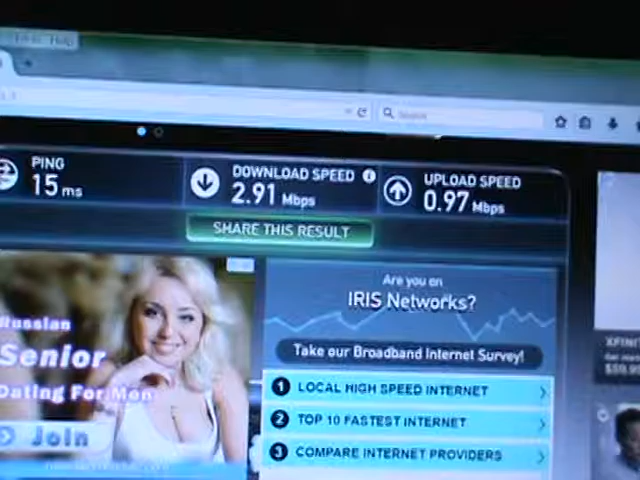 Search
PING
15 ms
DOWNLOAD SPEED
2.91 Mbps
UPLOAD SPEED
0.97 Mbps
SHARE THIS RESULT
Are you on
IRIS Networks?
Take our Broadband Internet Survey!
1 LOCAL HIGH SPEED INTERNET
2 TOP 10 FASTEST INTERNET
3 COMPARE INTERNET PROVIDERS
Russian
Senior
Dating For Men
Join
XFINI